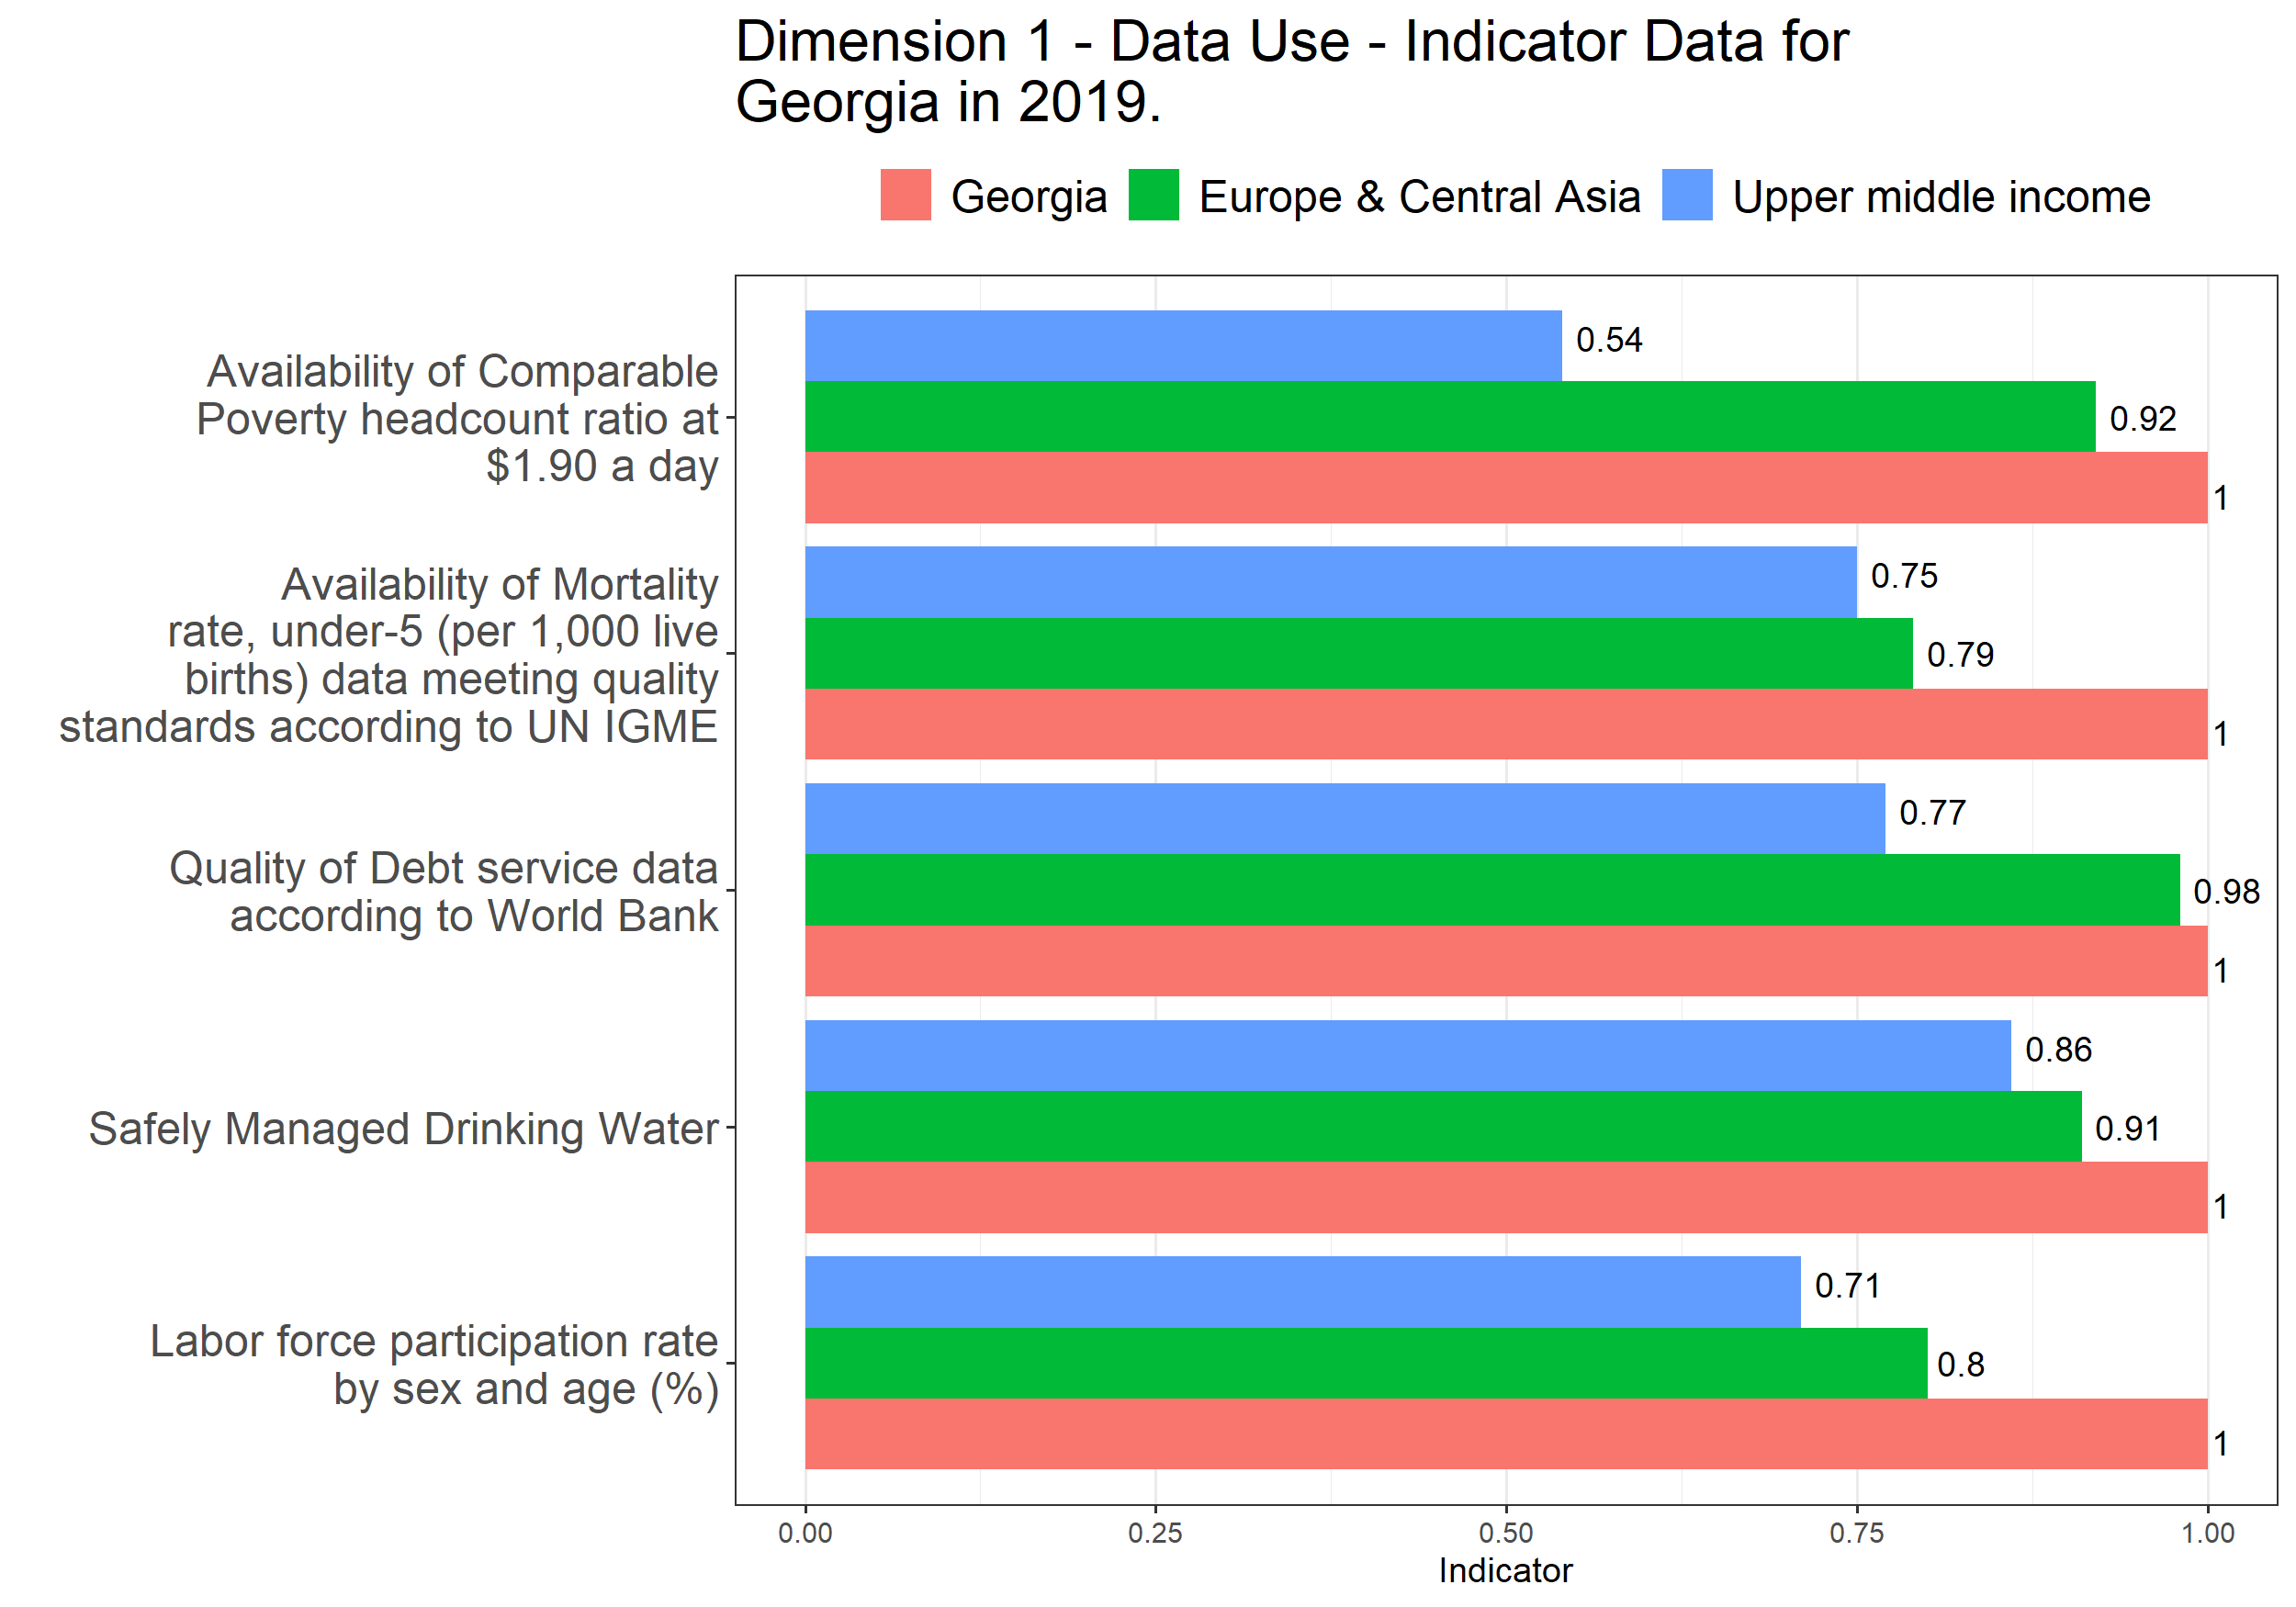 Dimension 1 - Data Use - Indicator Data for
Georgia in 2019.
Georgia
Europe & Central Asia
Upper middle income
Availability of Comparable
Poverty headcount ratio at
$1.90 a day
0.54
0.92
1
Availability of Mortality
rate, under-5 (per 1,000 live
births) data meeting quality
standards according to UN IGME
0.75
0.79
1
Quality of Debt service data
according to World Bank
0.77
0.98
1
Safely Managed Drinking Water
0.86
0.91
1
Labor force participation rate
by sex and age (%)
0.71
0.8
1
0.00
0.25
0.50
0.75
1.00
Indicator